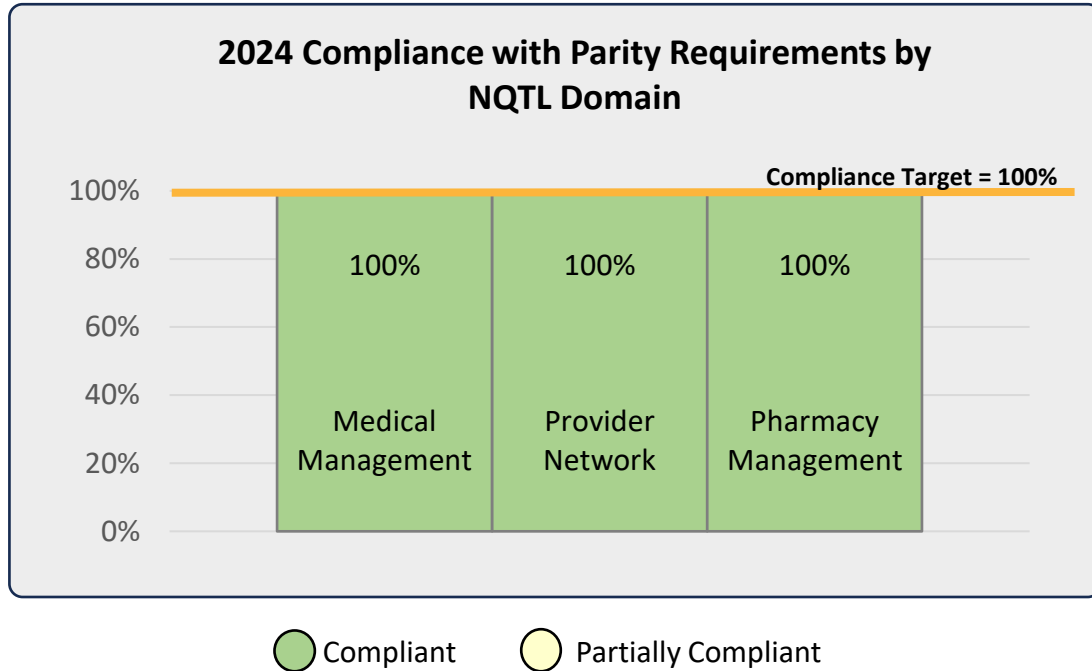 2024 Compliance with Parity Requirements by
NQTL Domain
Compliance Target = 100%
100%
80%
60%
40%
20%
0%
100%
100%
100%
Medical
Management
Provider
Network
Pharmacy
Management
Compliant
Partially Compliant